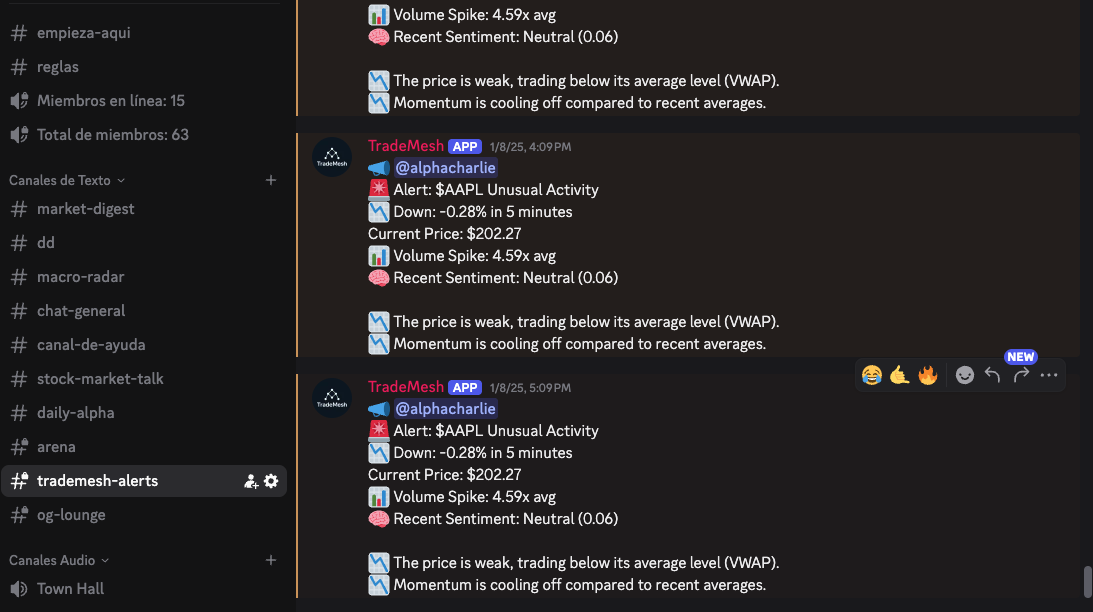 empieza-aqui
reglas
Miembros en línea: 15
Total de miembros: 63
Canales de Texto
market-digest
dd
macro-radar
chat-general
canal-de-ayuda
stock-market-talk
daily-alpha
arena
trademesh-alerts
og-lounge
Canales Audio
Town Hall
Volume Spike: 4.59x avg
Recent Sentiment: Neutral (0.06)
The price is weak, trading below its average level (VWAP).
Momentum is cooling off compared to recent averages.
TradeMesh
TradeMesh APP 1/8/25, 4:09 PM
@alphacharlie
Alert: $AAPL Unusual Activity
Down: -0.28% in 5 minutes
Current Price: $202.27
Volume Spike: 4.59x avg
Recent Sentiment: Neutral (0.06)
The price is weak, trading below its average level (VWAP).
Momentum is cooling off compared to recent averages.
NEW
TradeMesh
TradeMesh APP 1/8/25, 5:09 PM
@alphacharlie
Alert: $AAPL Unusual Activity
Down: -0.28% in 5 minutes
Current Price: $202.27
Volume Spike: 4.59x avg
Recent Sentiment: Neutral (0.06)
The price is weak, trading below its average level (VWAP).
Momentum is cooling off compared to recent averages.